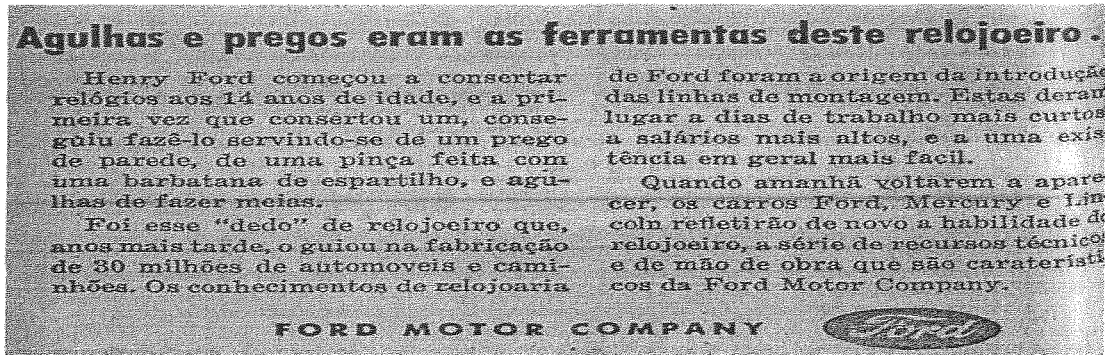 Agulhas e pregos eram as ferramentas deste relojoeiro.
Henry Ford começou a consertar
relógios aos 14 anos de idade, e a pri-
meira vez que consertou um, conse-
guiu fazê-lo servindo-se de um prego
de parede, de uma pinça feita com
uma barbatana de espartilho, e agu-
lhas de fazer meias.
Foi esse "dedo" de relojoeiro que,
anos mais tarde, o guiou na fabricação
de 30 milhões de automoveis e cami-
nhões. Os conhecimentos de relojoaria
de Ford foram a origem da introdução
das linhas de montagem. Estas deram
lugar a dias de trabalho mais curtos
a salários mais altos, e a uma exis
tência em geral mais facil.
Quando amanhã voltarem a apare-
cer, os carros Ford, Mercury e Lin
coln refletirão de novo a habilidade do
relojoeiro, a série de recursos técnicos
e de mão de obra que são caraterísti
cos da Ford Motor Company.
FORD MOTOR COMPANY
Ford